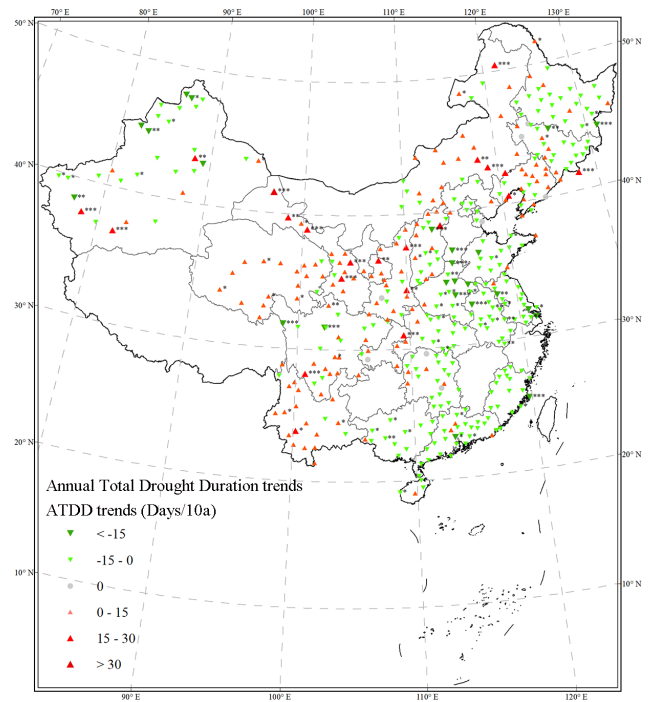 70° E 80° E 90° E 100° E 110° E 120° E 130° E
50° N 50° N
40° N 40° N
30° N 30° N
20° N 20° N
Annual Total Drought Duration trends
ATDD trends (Days/10a)
< -15
-15 - 0
10° N 0 10° N
0 - 15
15 - 30
> 30
90° E 100° E 110° E 120° E